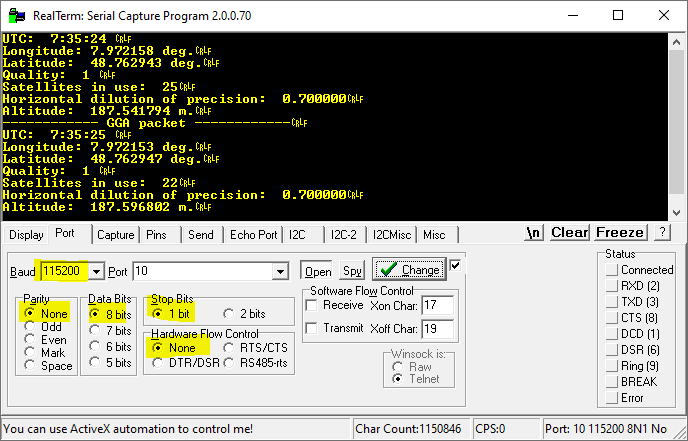 RealTerm: Serial Capture Program 2.0.0.70
UTC:  7:35:24 CRLF
Longitude: 7.972158 deg.CRLF
Latitude:  48.762943 deg.CRLF
Quality:  1 CRLF
Satellites in use:  25CRLF
Horizontal dilution of precision:  0.700000CRLF
Altitude:  187.541794 m.CRLF
------------ GGA packet ------------CRLF
UTC:  7:35:25 CRLF
Longitude: 7.972153 deg.CRLF
Latitude:  48.762947 deg.CRLF
Quality:  1 CRLF
Satellites in use:  22CRLF
Horizontal dilution of precision:  0.700000CRLF
Altitude:  187.596802 m.CRLF
Display Port Capture Pins Send Echo Port I2C I2C-2 I2CMisc Misc \n Clear Freeze ?
Baud 115200 Port 10 Open Spy Change
Parity
None
Odd
Even
Mark
Space
Data Bits
8 bits
7 bits
6 bits
5 bits
Stop Bits
1 bit 2 bits
Hardware Flow Control
None RTS/CTS
DTR/DSR RS485-rts
Software Flow Control
Receive Xon Char: 17
Transmit Xoff Char: 19
Winsock is:
Raw
Telnet
Status
Connected
RXD (2)
TXD (3)
CTS (8)
DCD (1)
DSR (6)
Ring (9)
BREAK
Error
You can use ActiveX automation to control me! Char Count:1150846 CPS:0 Port: 10 115200 8N1 No